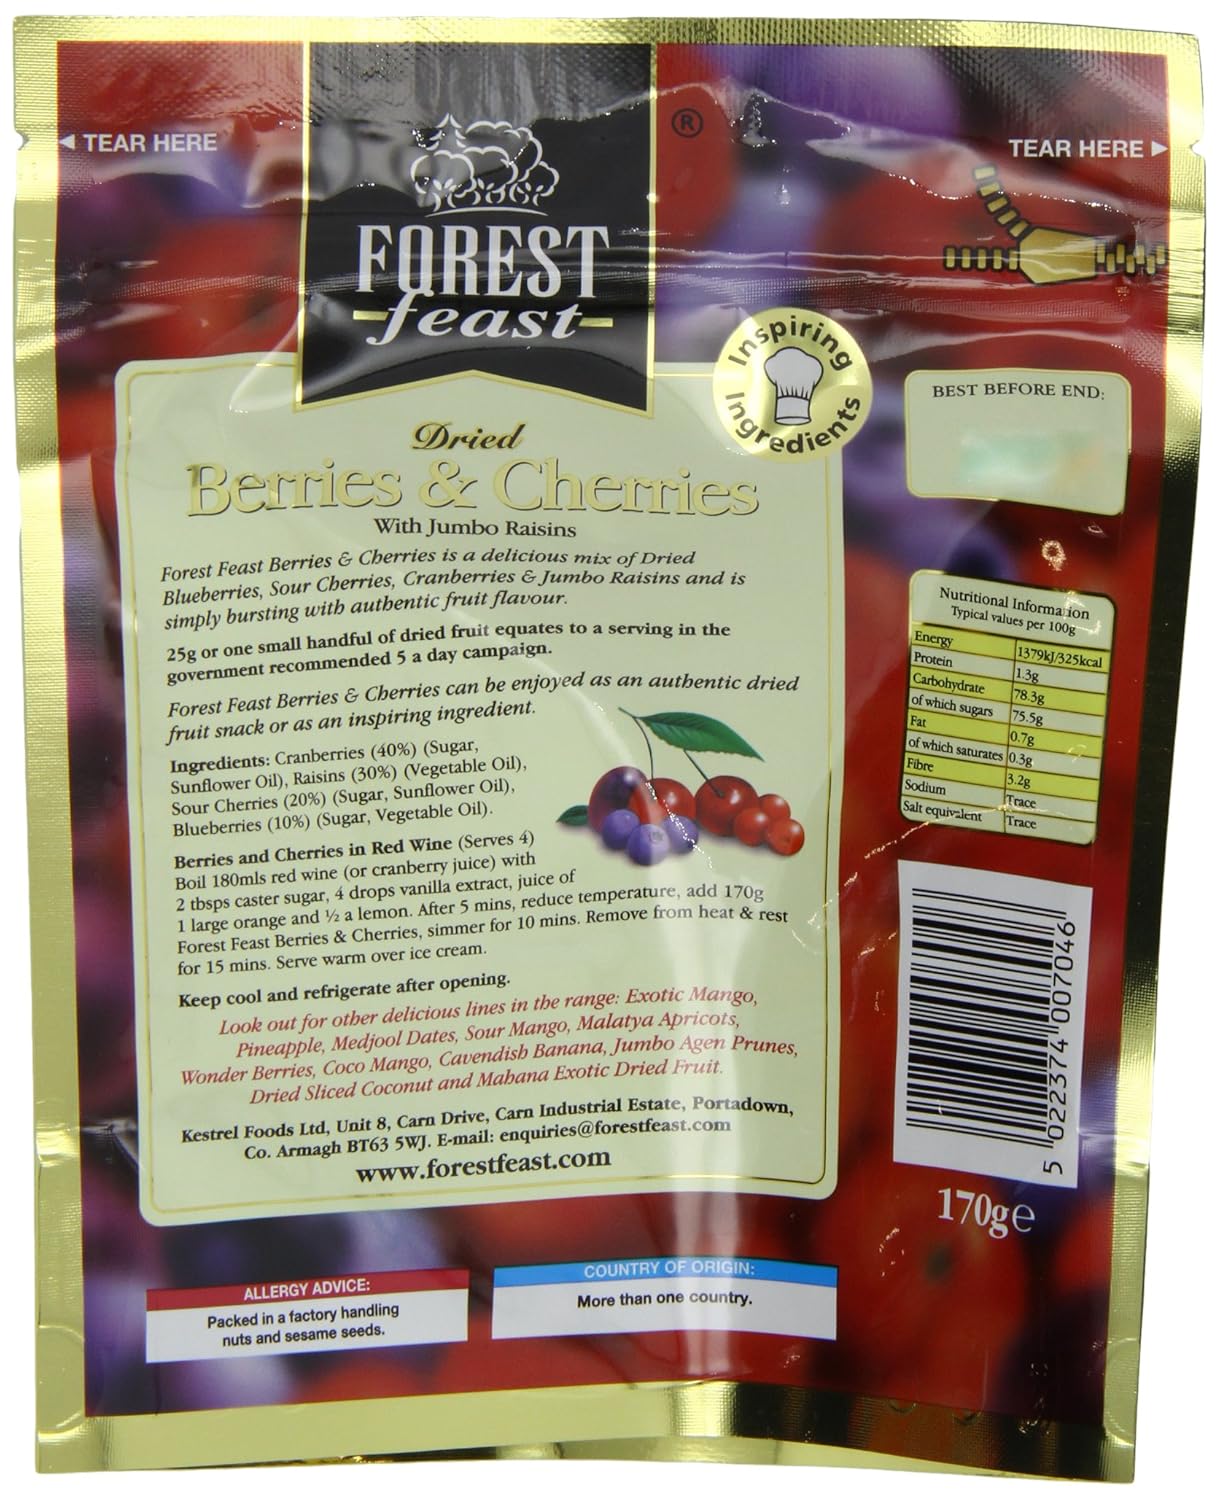 TEAR HERE
TEAR HERE
®
FOREST
feast
Inspiring
Ingredients
BEST BEFORE END:
Dried
Berries & Cherries
With Jumbo Raisins
Forest Feast Berries & Cherries is a delicious mix of Dried
Blueberries, Sour Cherries, Cranberries & Jumbo Raisins and is
simply bursting with authentic fruit flavour.
25g or one small handful of dried fruit equates to a serving in the
government recommended 5 a day campaign.
Forest Feast Berries & Cherries can be enjoyed as an authentic dried
fruit snack or as an inspiring ingredient.
Ingredients: Cranberries (40%) (Sugar,
Sunflower Oil), Raisins (30%) (Vegetable Oil),
Sour Cherries (20%) (Sugar, Sunflower Oil),
Blueberries (10%) (Sugar, Vegetable Oil).
Berries and Cherries in Red Wine (Serves 4)
Boil 180mls red wine (or cranberry juice) with
2 tbsps caster sugar, 4 drops vanilla extract, juice of
1 large orange and ½ a lemon. After 5 mins, reduce temperature, add 170g
Forest Feast Berries & Cherries, simmer for 10 mins. Remove from heat & rest
for 15 mins. Serve warm over ice cream.
Keep cool and refrigerate after opening.
Look out for other delicious lines in the range: Exotic Mango,
Pineapple, Medjool Dates, Sour Mango, Malatya Apricots,
Wonder Berries, Coco Mango, Cavendish Banana, Jumbo Agen Prunes,
Dried Sliced Coconut and Mahana Exotic Dried Fruit.
Kestrel Foods Ltd, Unit 8, Carn Drive, Carn Industrial Estate, Portadown,
Co. Armagh BT63 5WJ. E-mail: enquiries@forestfeast.com
www.forestfeast.com
Nutritional Information
Typical values per 100g
Energy 1379kJ/325kcal
Protein 1.3g
Carbohydrate 78.3g
of which sugars 75.5g
Fat 0.7g
of which saturates 0.3g
Fibre 3.2g
Sodium Trace
Salt equivalent Trace
5 022374 007046
170g e
ALLERGY ADVICE:
Packed in a factory handling
nuts and sesame seeds.
COUNTRY OF ORIGIN:
More than one country.